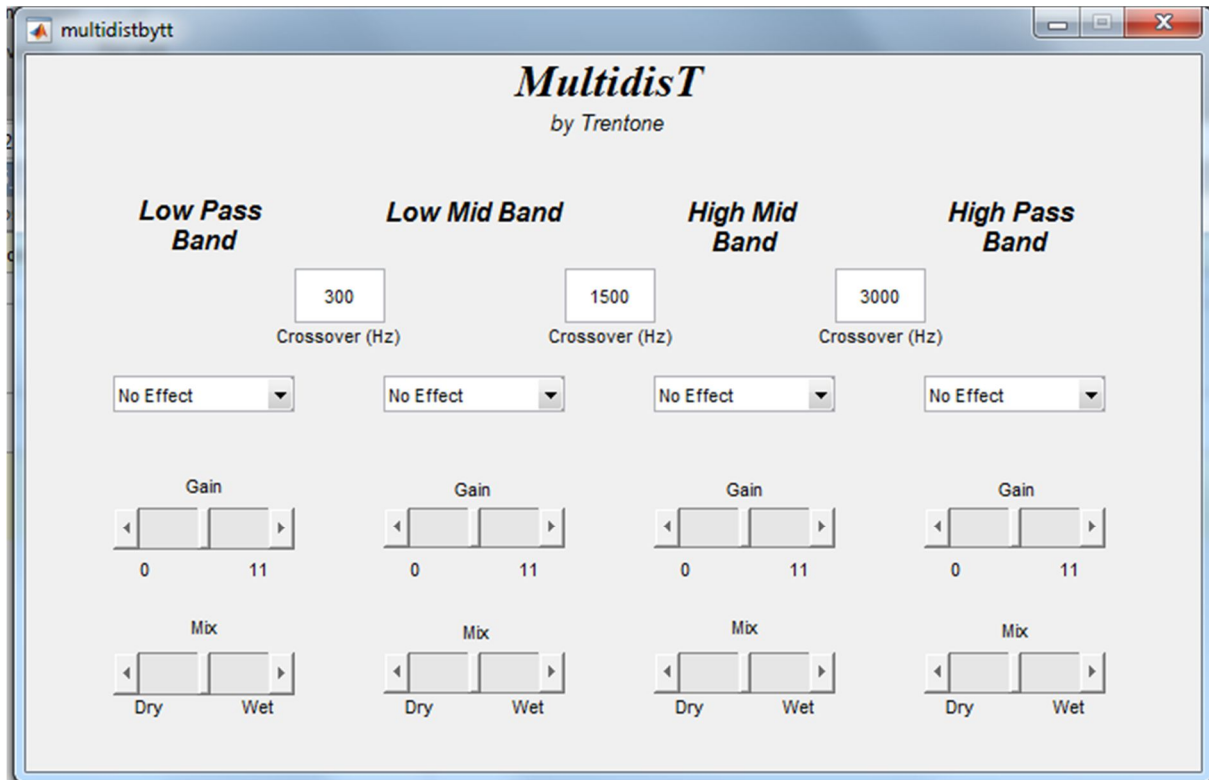 multidistbytt
MultidisT
by Trentone
Low Pass
Band
Low Mid Band
High Mid
Band
High Pass
Band
300
1500
3000
Crossover (Hz)
Crossover (Hz)
Crossover (Hz)
No Effect
No Effect
No Effect
No Effect
Gain
Gain
Gain
Gain
0 11
0 11
0 11
0 11
Mix
Mix
Mix
Mix
Dry Wet
Dry Wet
Dry Wet
Dry Wet